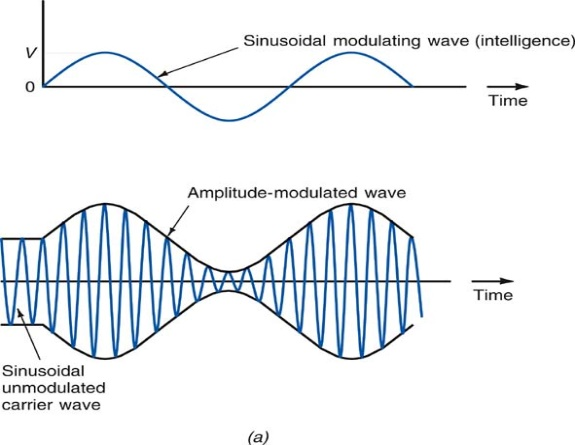 Sinusoidal modulating wave (intelligence)
V
0
Time
Amplitude-modulated wave
Time
Sinusoidal
unmodulated
carrier wave
(a)